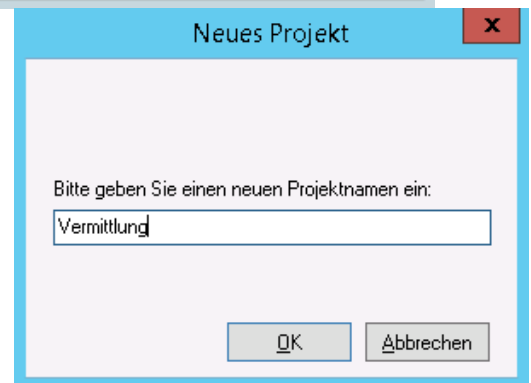 Neues Projekt
x
Bitte geben Sie einen neuen Projektnamen ein:
Vermittlung
OK
Abbrechen